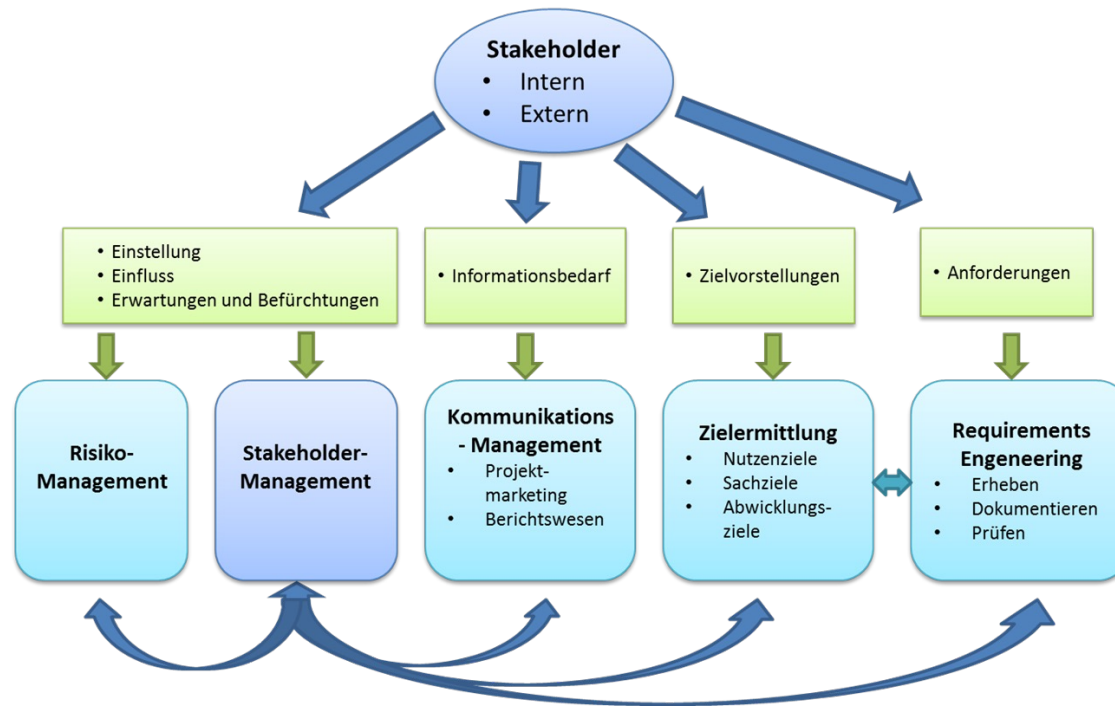 Stakeholder
• Intern
• Extern
• Einstellung
• Einfluss
• Erwartungen und Befürchtungen
• Informationsbedarf
• Zielvorstellungen
• Anforderungen
Risiko-
Management
Stakeholder-
Management
Kommunikations
- Management
• Projekt-
marketing
• Berichtswesen
Zielermittlung
• Nutzenziele
• Sachziele
• Abwicklungs-
ziele
Requirements
Engeneering
• Erheben
• Dokumentieren
• Prüfen